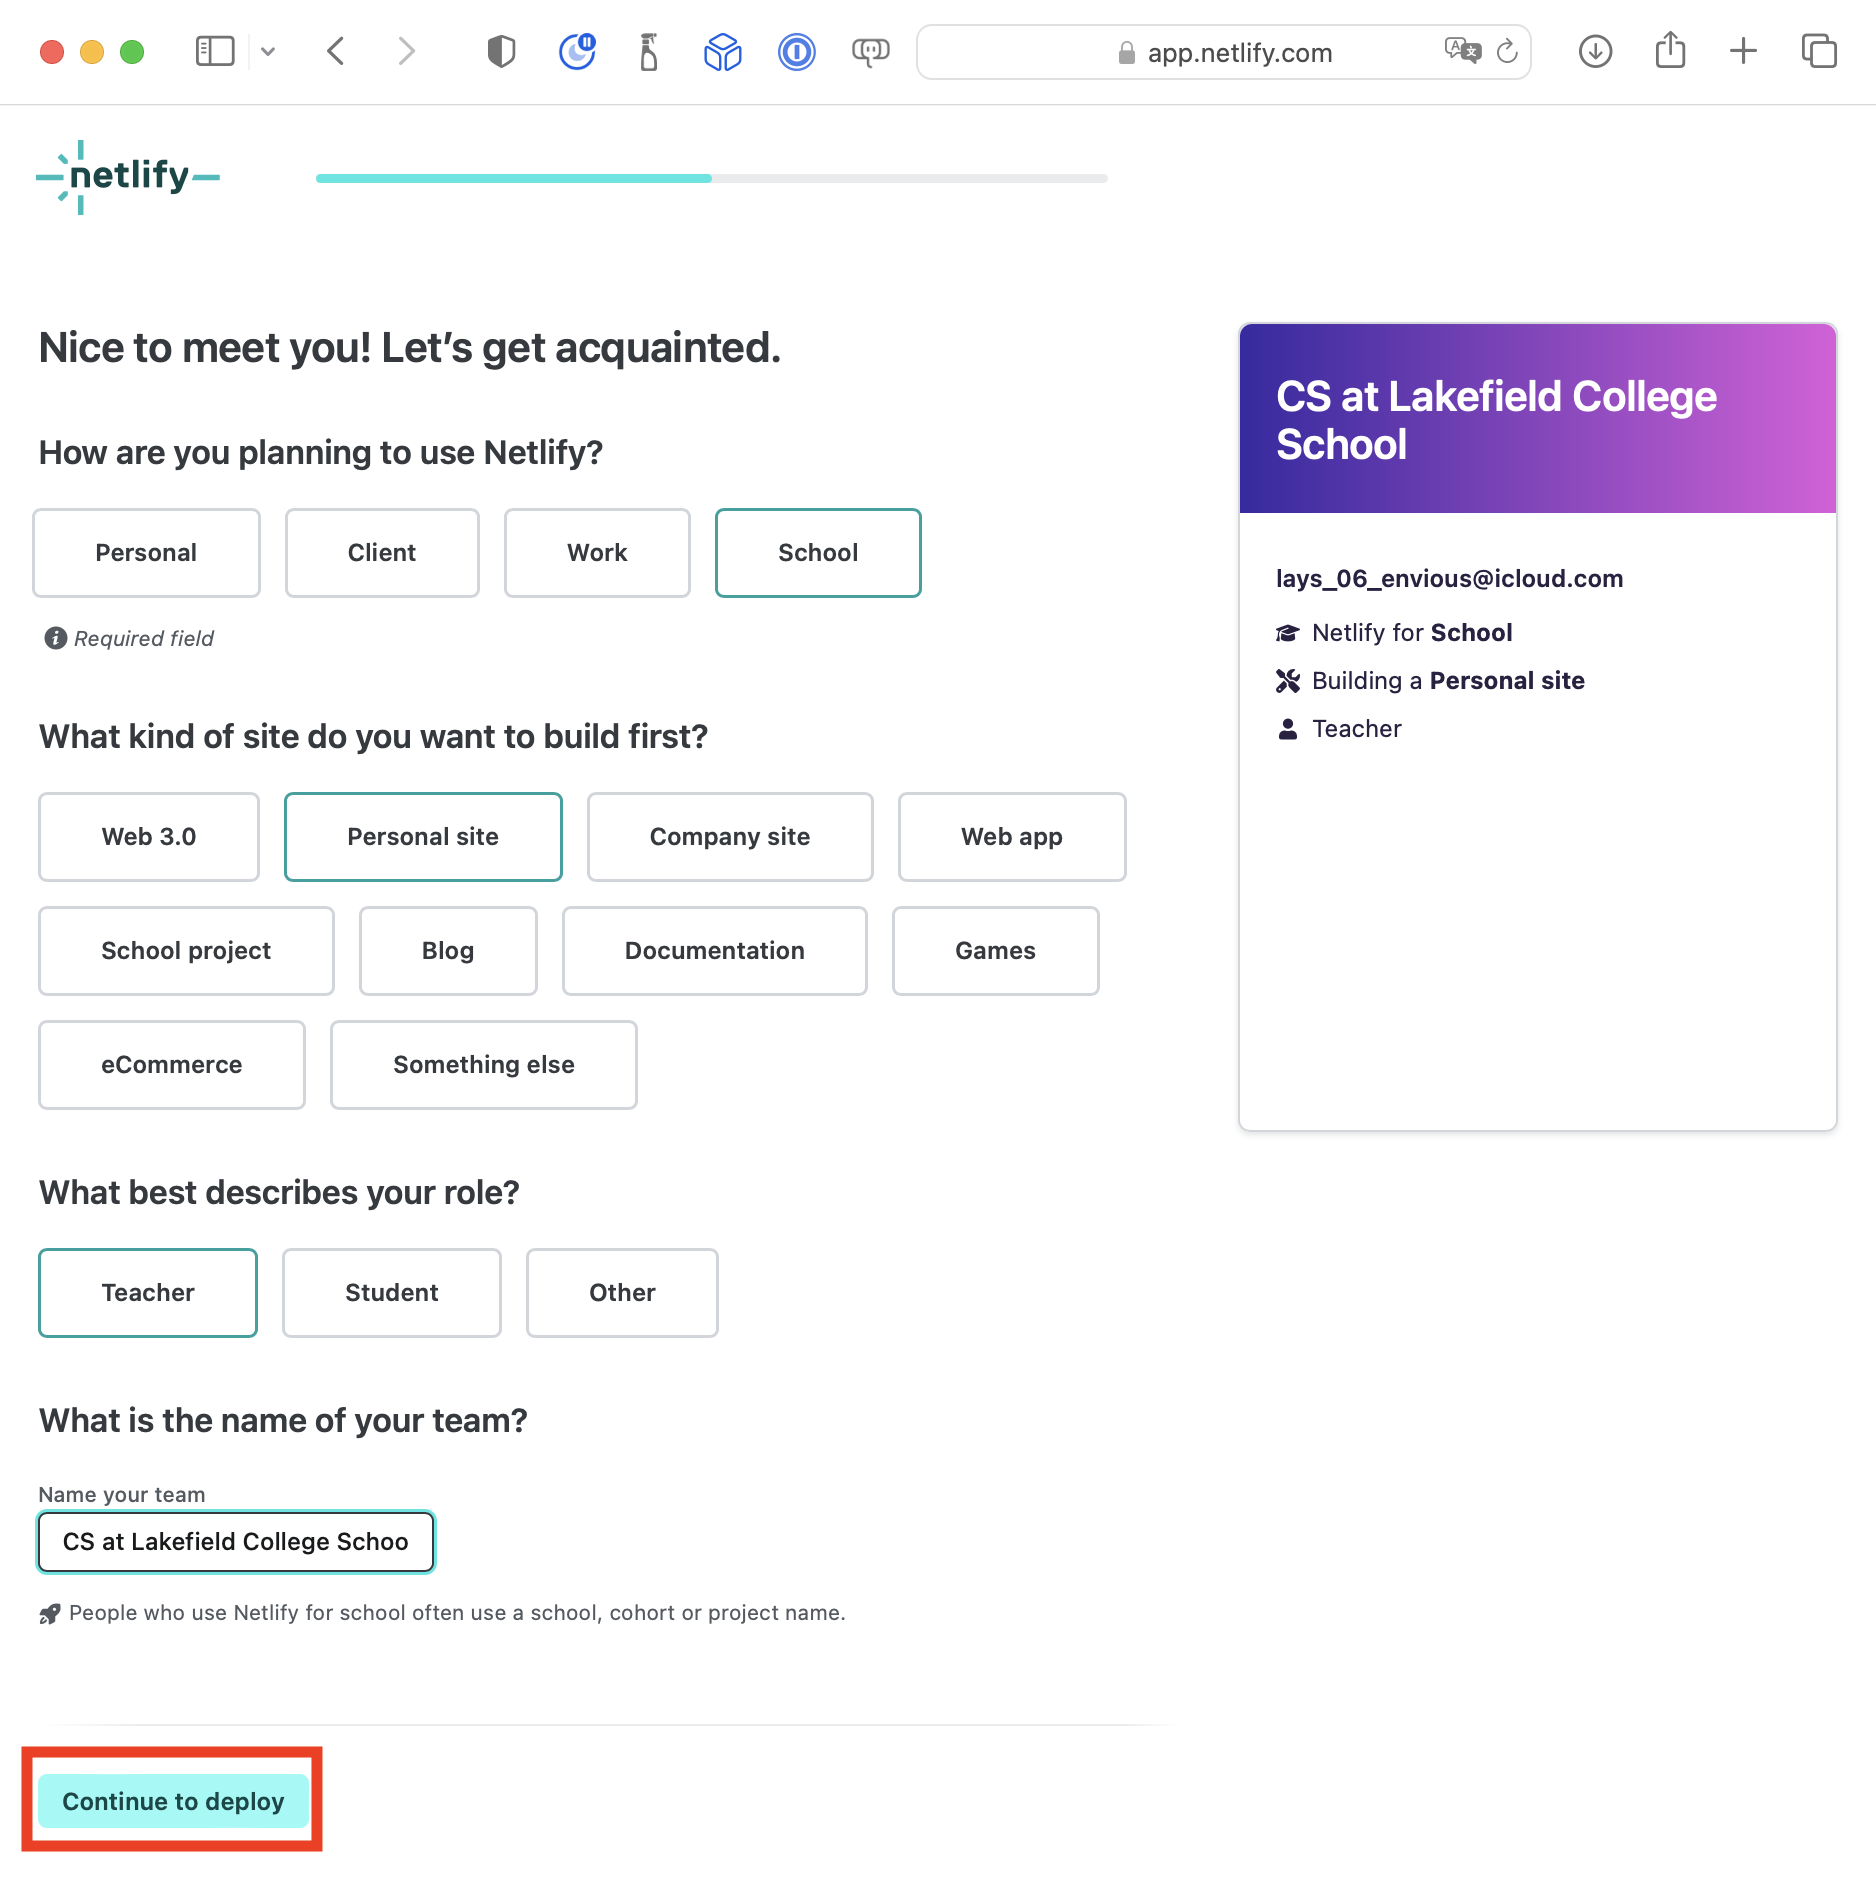 app.netlify.com
netlify
Nice to meet you! Let’s get acquainted.
How are you planning to use Netlify?
Personal
Client
Work
School
Required field
What kind of site do you want to build first?
Web 3.0
Personal site
Company site
Web app
School project
Blog
Documentation
Games
eCommerce
Something else
What best describes your role?
Teacher
Student
Other
What is the name of your team?
Name your team
CS at Lakefield College Schoo
People who use Netlify for school often use a school, cohort or project name.
Continue to deploy
CS at Lakefield College
School
lays_06_envious@icloud.com
Netlify for School
Building a Personal site
Teacher